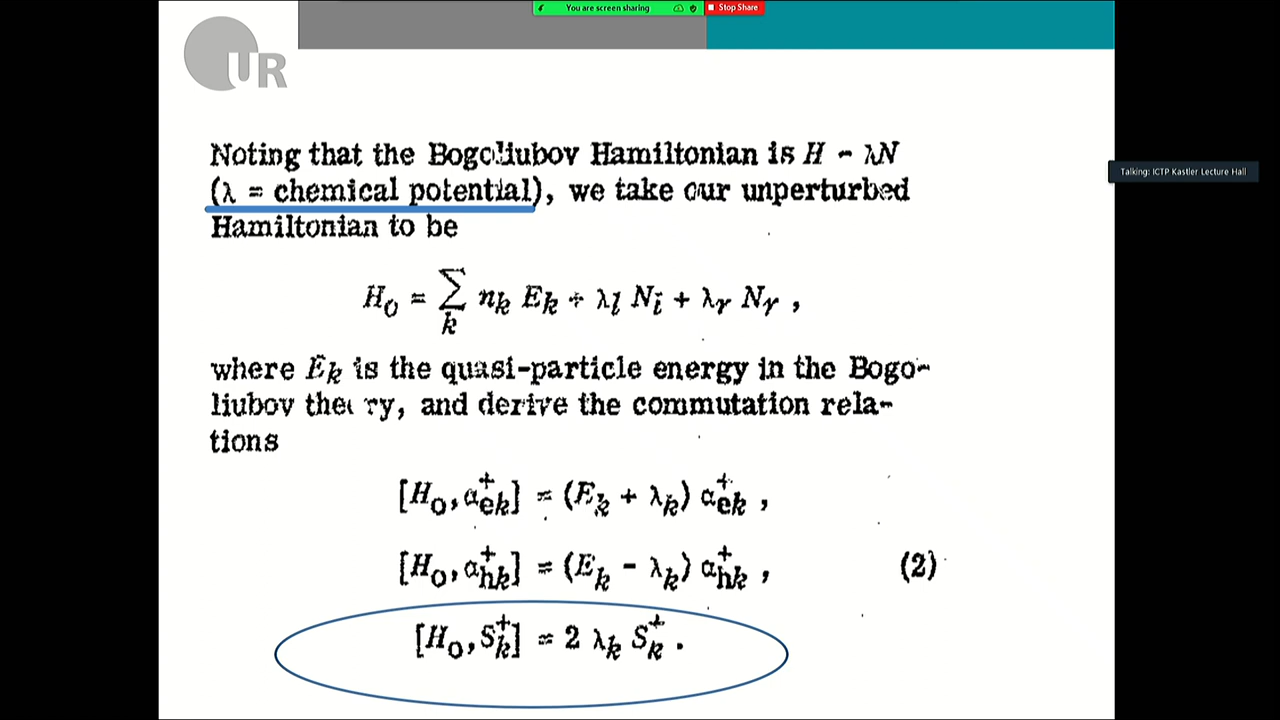 You are screen sharing
Stop Share
UR
Talking: ICTP Kastler Lecture Hall
Noting that the Bogoliubov Hamiltonian is H - λN
(λ = chemical potential), we take our unperturbed
Hamiltonian to be
H₀ = ∑ₖ nₖ Eₖ + λₗ Nₗ + λᵣ Nᵣ ,
where Eₖ is the quasi-particle energy in the Bogo-
liubov theory, and derive the commutation rela-
tions
[H₀, α⁺ₑₖ] = (Eₖ + λₖ) α⁺ₑₖ ,
[H₀, α⁺ₕₖ] = (Eₖ - λₖ) α⁺ₕₖ , (2)
[H₀, S⁺ₖ] = 2 λₖ S⁺ₖ .